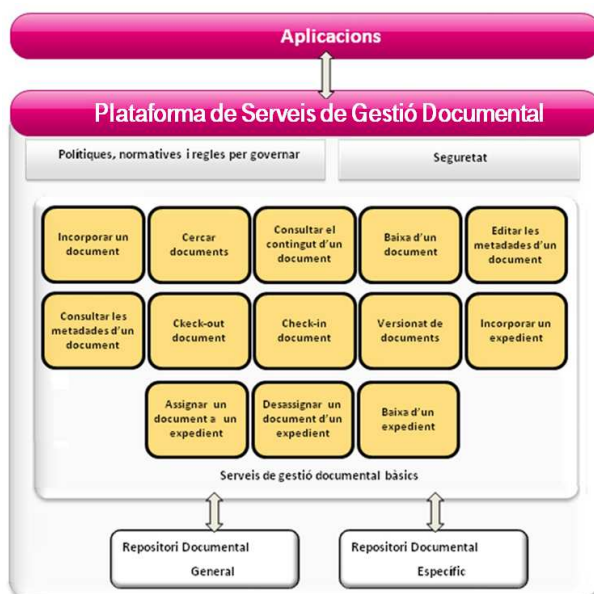 Aplicacions
Plataforma de Serveis de Gestió Documental
Polítiques, normatives i regles per governar
Seguretat
Incorporar un
document
Cercar
documents
Consultar el
contingut d'un
document
Baixa d'un
document
Editar les
metadades d'un
document
Consultar les
metadades d'un
document
Ckeck-out
document
Check-in
document
Versionat de
documents
Incorporar un
expedient
Assignar un
document a un
expedient
Desassignar un
document d'un
expedient
Baixa d'un
expedient
Serveis de gestió documental bàsics
Repositori Documental
General
Repositori Documental
Específic